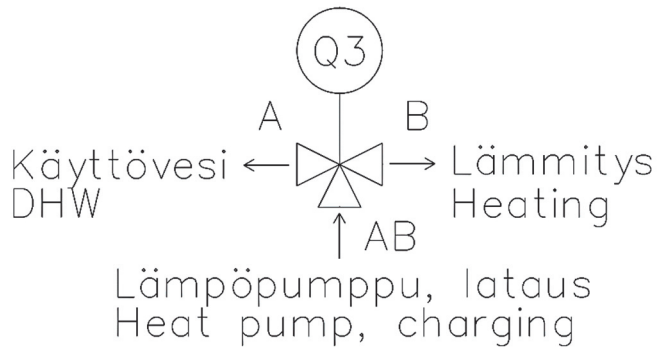 Q3
A B
Käyttövesi
DHW
Lämmitys
Heating
AB
Lämpöpumppu, lataus
Heat pump, charging